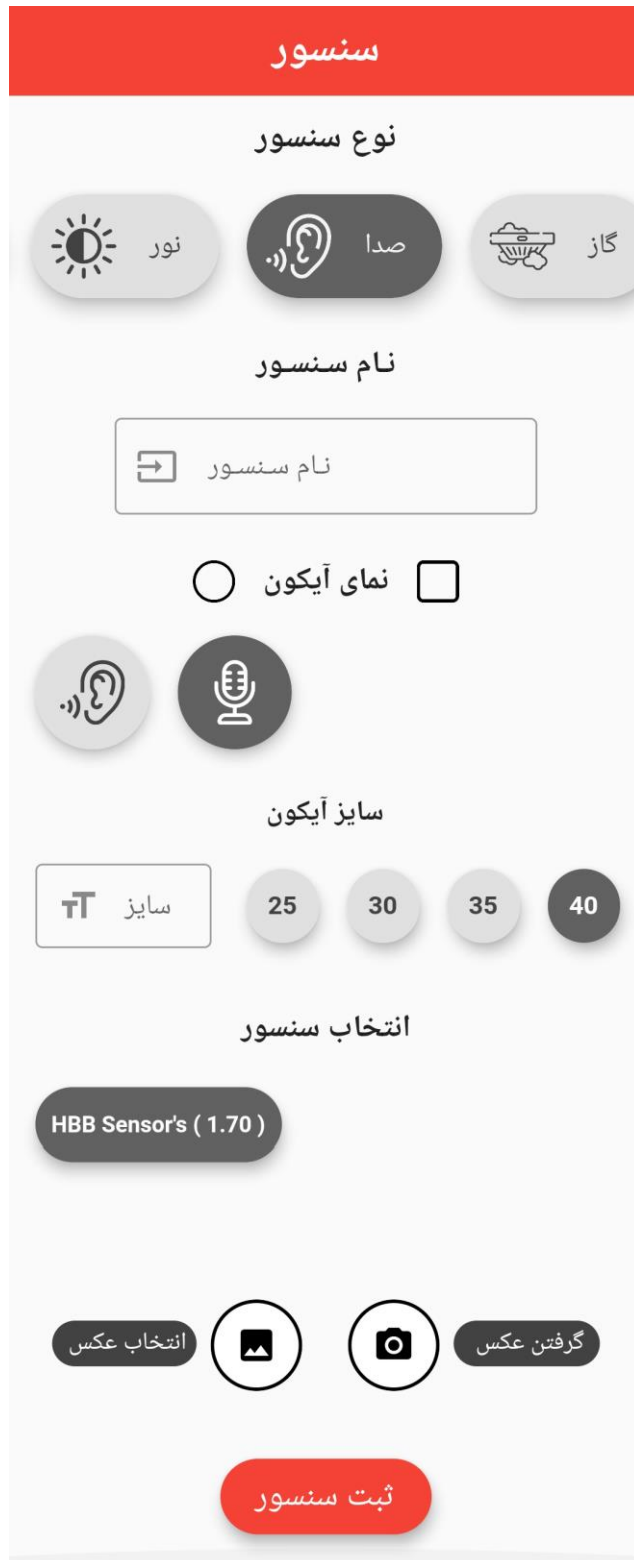 سنسور
نوع سنسور
گاز
صدا
نور
نام سنسور
نام سنسور
نمای آیکون
سایز آیکون
40
35
30
25
سایز
انتخاب سنسور
HBB Sensor's ( 1.70 )
گرفتن عکس
انتخاب عکس
ثبت سنسور